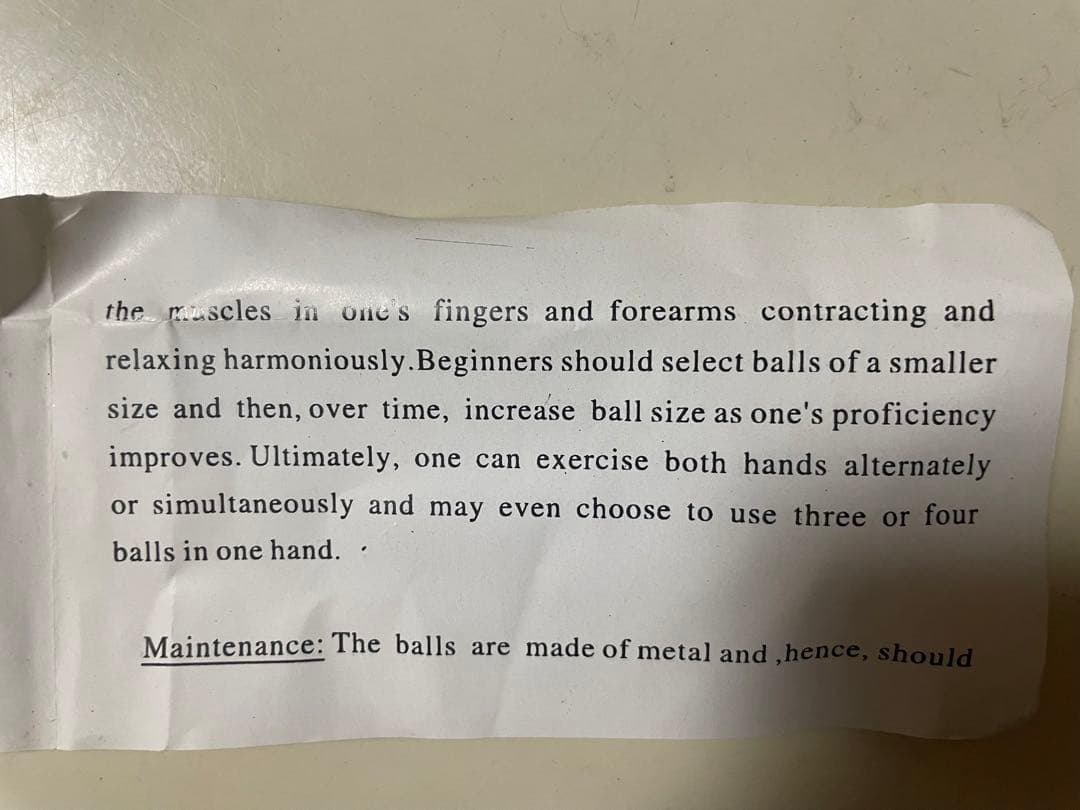 the muscles in one's fingers and forearms contracting and
relaxing harmoniously.Beginners should select balls of a smaller
size and then, over time, increase ball size as one's proficiency
improves. Ultimately, one can exercise both hands alternately
or simultaneously and may even choose to use three or four
balls in one hand.
Maintenance: The balls are made of metal and ,hence, should